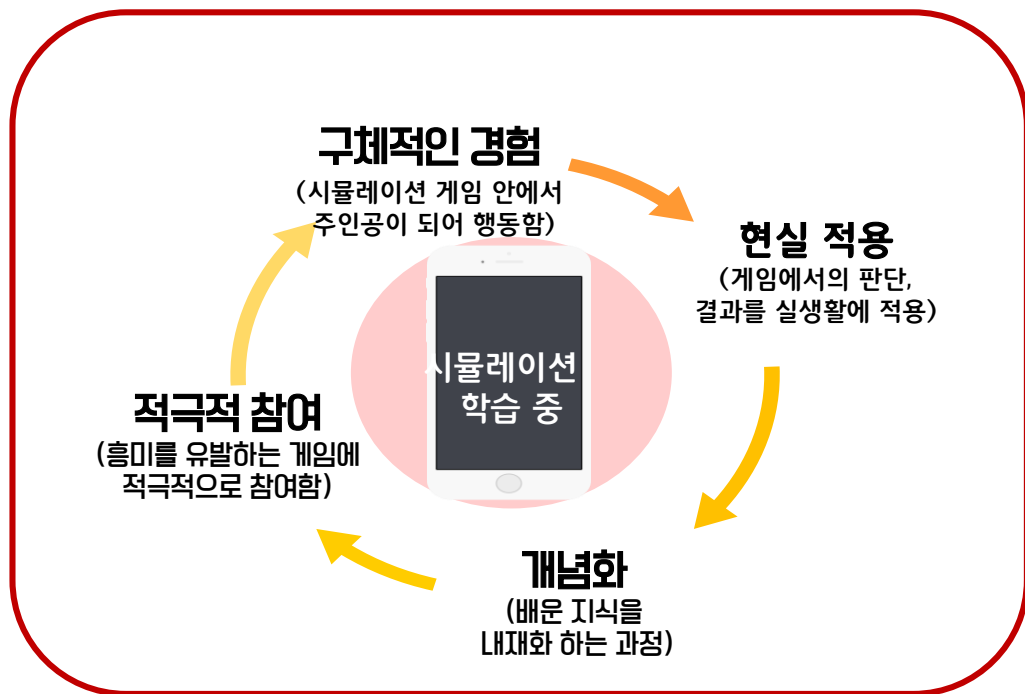 구체적인 경험
(시뮬레이션 게임 안에서
주인공이 되어 행동함)
현실 적용
(게임에서의 판단,
결과를 실생활에 적용)
시뮬레이션
학습 중
적극적 참여
(흥미를 유발하는 게임에
적극적으로 참여함)
개념화
(배운 지식을
내재화 하는 과정)